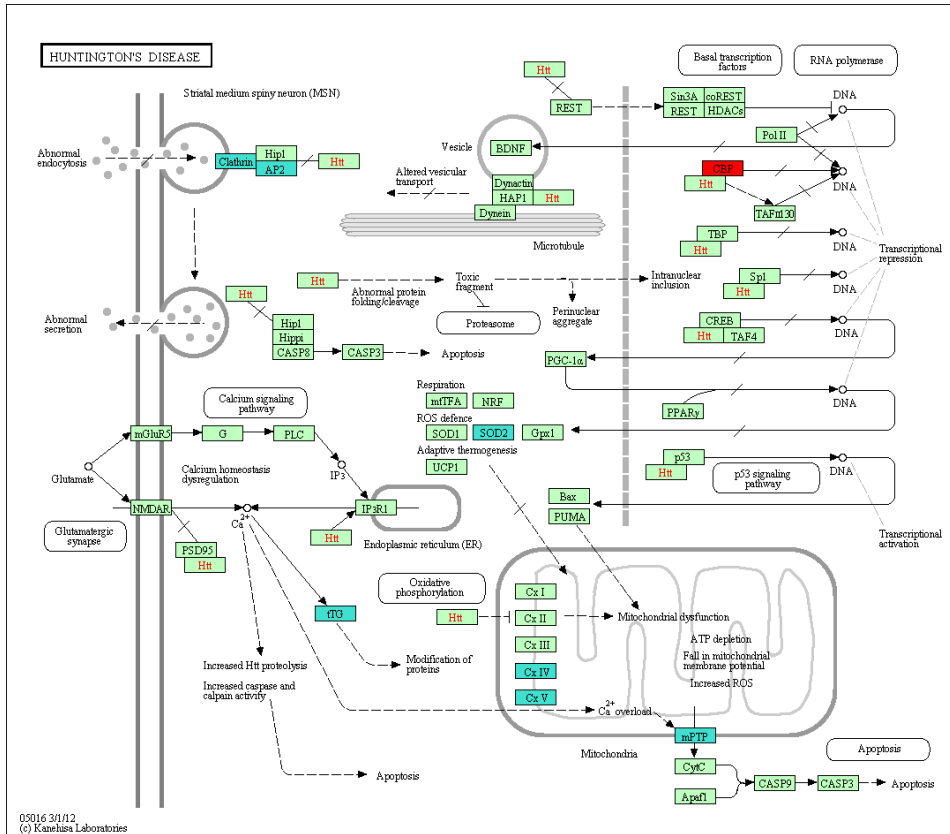 HUNTINGTON'S DISEASE
Striatal medium spiny neuron (MSN)
Htt
REST
Basal transcription
factors
RNA polymerase
Sin3A
coREST
REST
HDACs
DNA
Pol II
Abnormal
endocytosis
Clathrin
Hip1
AP2
Htt
Vesicle
BDNF
Altered vesicular
transport
Dynactin
HAP1
Htt
Dynein
Microtubule
CBP
Htt
DNA
TAFII130
TBP
Htt
DNA
Transcriptional
repression
Sp1
Htt
DNA
Htt
Abnormal protein
folding/cleavage
Toxic
fragment
Intranuclear
inclusion
Proteasome
Perinuclear
aggregate
Abnormal
secretion
Htt
Hip1
Hippi
CASP8
CASP3
Apoptosis
CREB
Htt
TAF4
DNA
PGC-1α
PPARγ
DNA
Respiration
mtTFA
NRF
ROS defence
SOD1
SOD2
Gpx1
Adaptive thermogenesis
UCP1
Calcium signaling
pathway
mGluR5
G
PLC
IP3
Glutamate
Calcium homeostasis
dysregulation
p53
Htt
DNA
p53 signaling
pathway
Bax
PUMA
NMDAR
Ca2+
IP3R1
Htt
Endoplasmic reticulum (ER)
Glutamatergic
synapse
PSD95
Htt
Transcriptional
activation
tTG
Oxidative
phosphorylation
Htt
Cx I
Cx II
Cx III
Cx IV
Cx V
Mitochondrial dysfunction
ATP depletion
Fall in mitochondrial
membrane potential
Increased ROS
Increased Htt proteolysis
Modification of
proteins
Increased caspase and
calpain activity
Ca2+ overload
mPTP
Mitochondria
Apoptosis
CytC
Apaf1
CASP9
CASP3
Apoptosis
Apoptosis
05016 3/1/12
(c) Kanehisa Laboratories